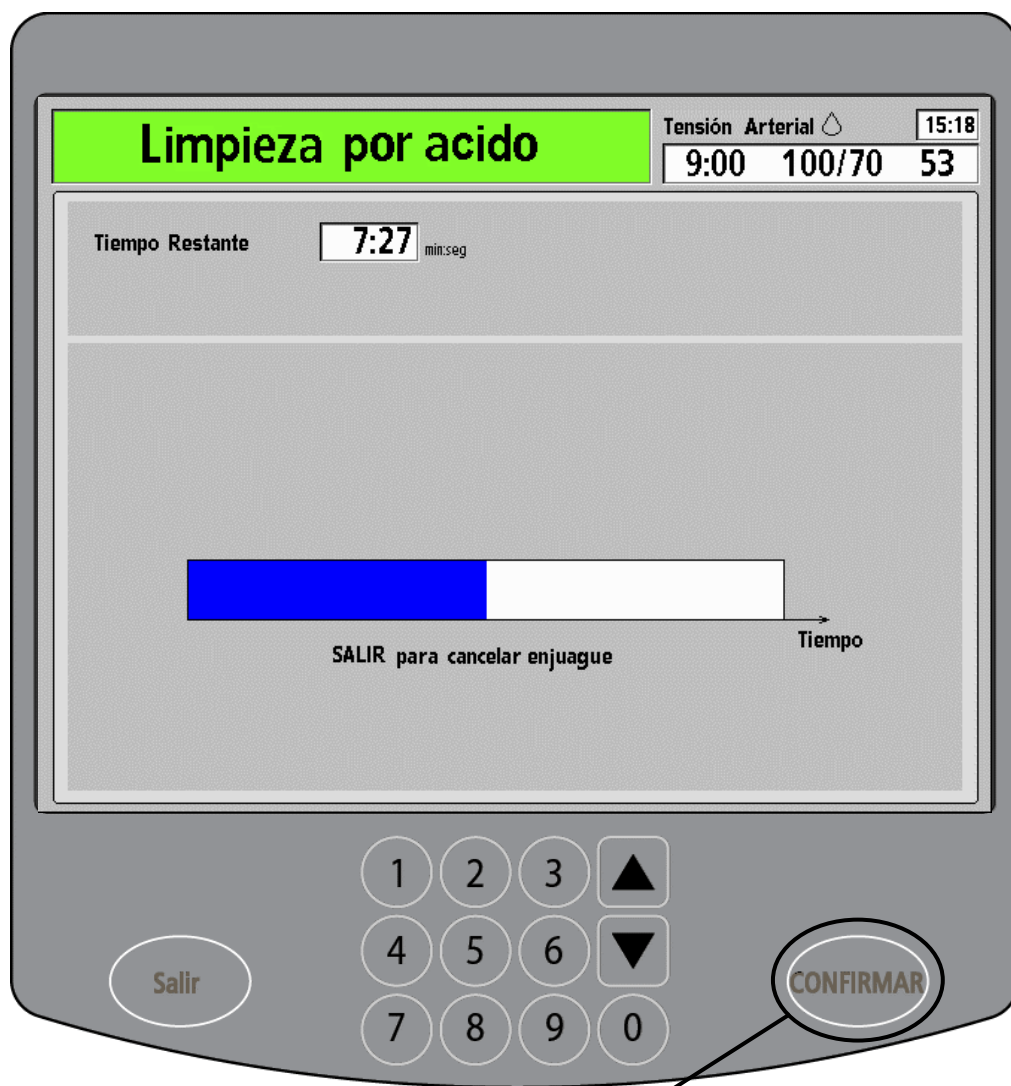 Limpieza por acido
Tensión Arterial
15:18
9:00 100/70 53
Tiempo Restante 7:27 min:seg
Tiempo
SALIR para cancelar enjuague
1 2 3
4 5 6
Salir
CONFIRMAR
7 8 9 0